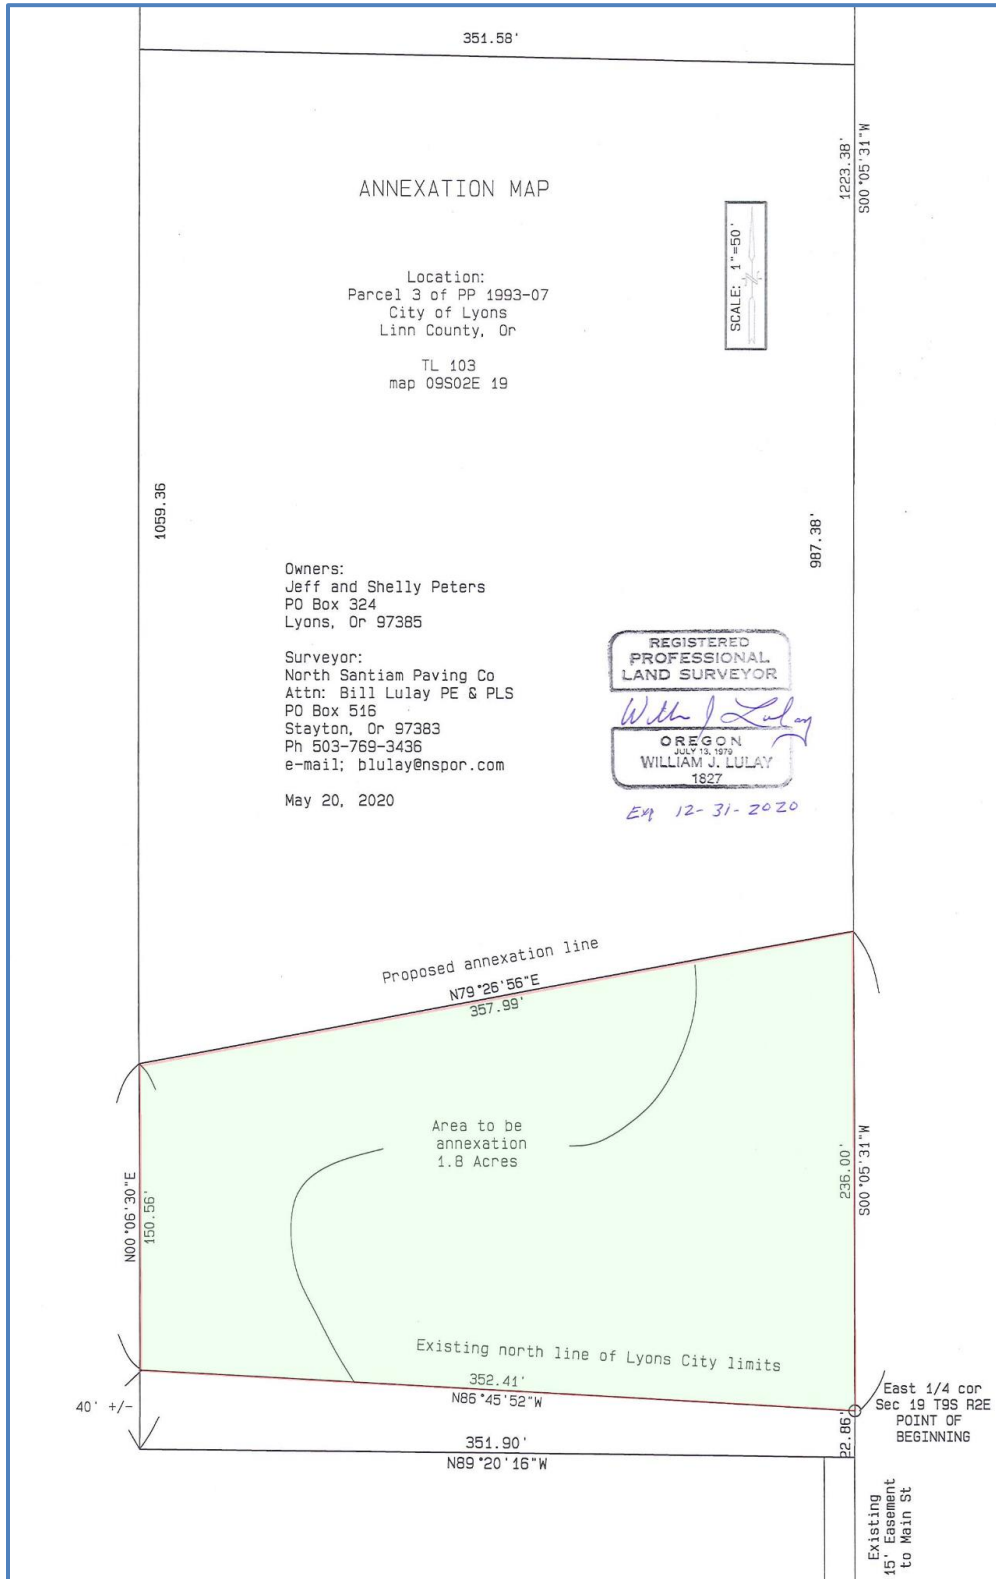 351.58'
1223.38'
S00°05'31"W
ANNEXATION MAP
SCALE: 1"=50'
N
Location:
Parcel 3 of PP 1993-07
City of Lyons
Linn County, Or
TL 103
map 09S02E 19
1059.36
987.38'
Owners:
Jeff and Shelly Peters
PO Box 324
Lyons, Or 97385
Surveyor:
North Santiam Paving Co
Attn: Bill Lulay PE & PLS
PO Box 516
Stayton, Or 97383
Ph 503-769-3436
e-mail; blulay@nspor.com
May 20, 2020
REGISTERED
PROFESSIONAL
LAND SURVEYOR
Willm J Lulay
OREGON
JULY 13, 1979
WILLIAM J. LULAY
1827
Exp 12-31-2020
Proposed annexation line
N79°26'56"E
357.99'
Area to be
annexation
1.8 Acres
N00°06'30"E
150.56'
236.00'
S00°05'31"W
Existing north line of Lyons City limits
352.41'
N86°45'52"W
40' +/-
East 1/4 cor
Sec 19 T9S R2E
POINT OF
BEGINNING
22.86'
351.90'
N89°20'16"W
Existing
15' Easement
to Main St